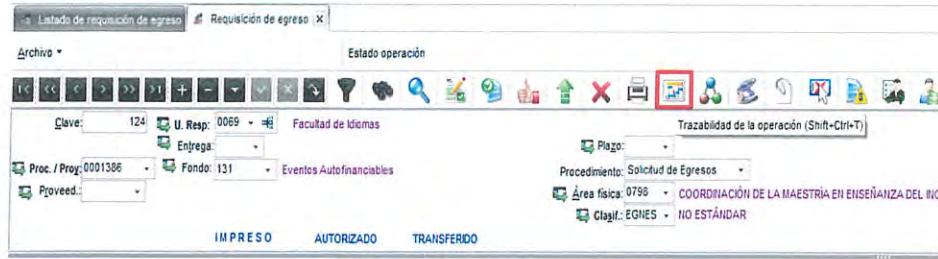 Listado de requisición de egreso
Requisición de egreso X
Archivo
Estado operación
Clave: 124
U. Resp: 0069
Facultad de Idiomas
Trazabilidad de la operación (Shift+Ctrl+T)
Entrega:
Plazo:
Proc. / Proy: 0001386
Fondo: 131
Eventos Autofinanciables
Procedimiento: Solicitud de Egresos
Proveed.:
Área física: 0798
COORDINACIÓN DE LA MAESTRÍA EN ENSEÑANZA DEL ING
Clasif.: EGNES
NO ESTÁNDAR
IMPRESO
AUTORIZADO
TRANSFERIDO